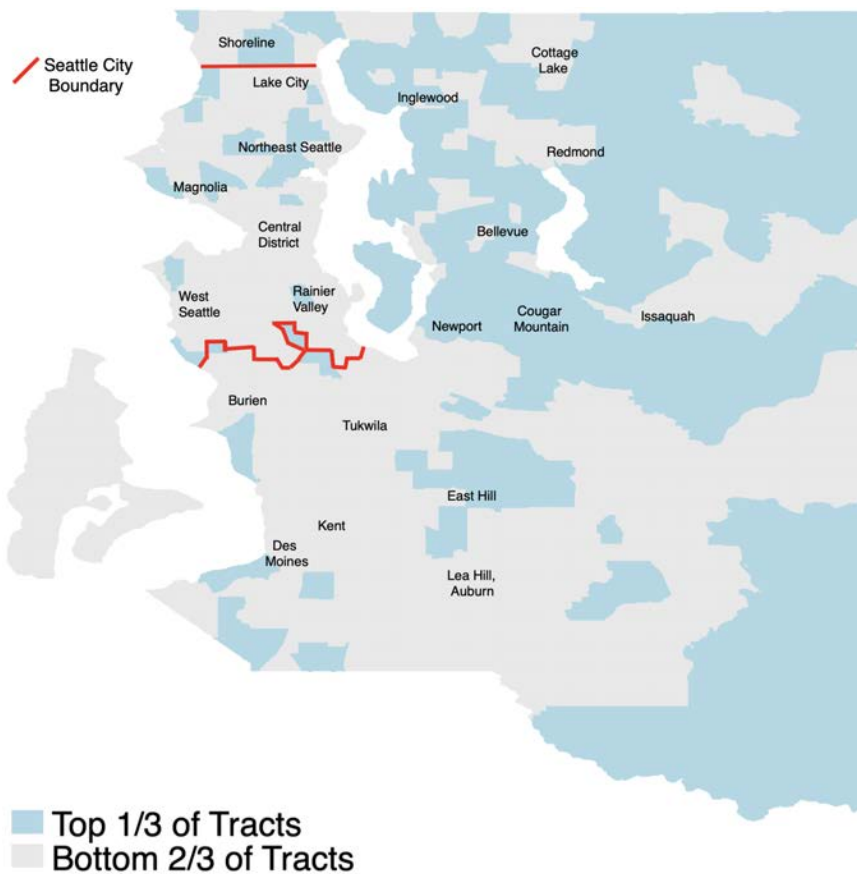 Seattle City
Boundary
Shoreline
Lake City
Cottage
Lake
Inglewood
Northeast Seattle
Redmond
Magnolia
Central
District
Bellevue
West
Seattle
Rainier
Valley
Newport
Cougar
Mountain
Issaquah
Burien
Tukwila
East Hill
Kent
Des
Moines
Lea Hill,
Auburn
Top 1/3 of Tracts
Bottom 2/3 of Tracts